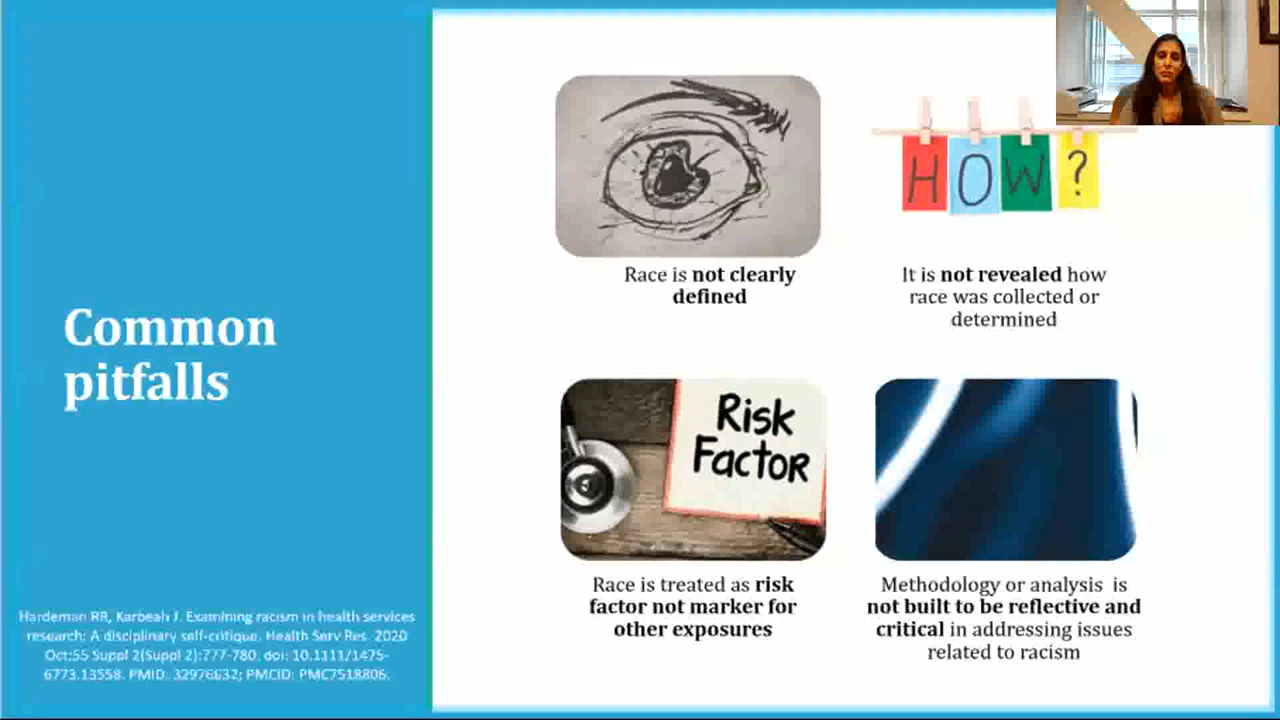 Common
pitfalls
Hardeman RR, Karbeah J. Examining racism in health services
research: A disciplinary self-critique. Health Serv Res. 2020
Oct;55 Suppl 2(Suppl 2):777-780. doi: 10.1111/1475-
6773.13558. PMID: 32976632; PMCID: PMC7518806.
HOW?
Race is not clearly
defined
It is not revealed how
race was collected or
determined
Risk
Factor
Race is treated as risk
factor not marker for
other exposures
Methodology or analysis is
not built to be reflective and
critical in addressing issues
related to racism